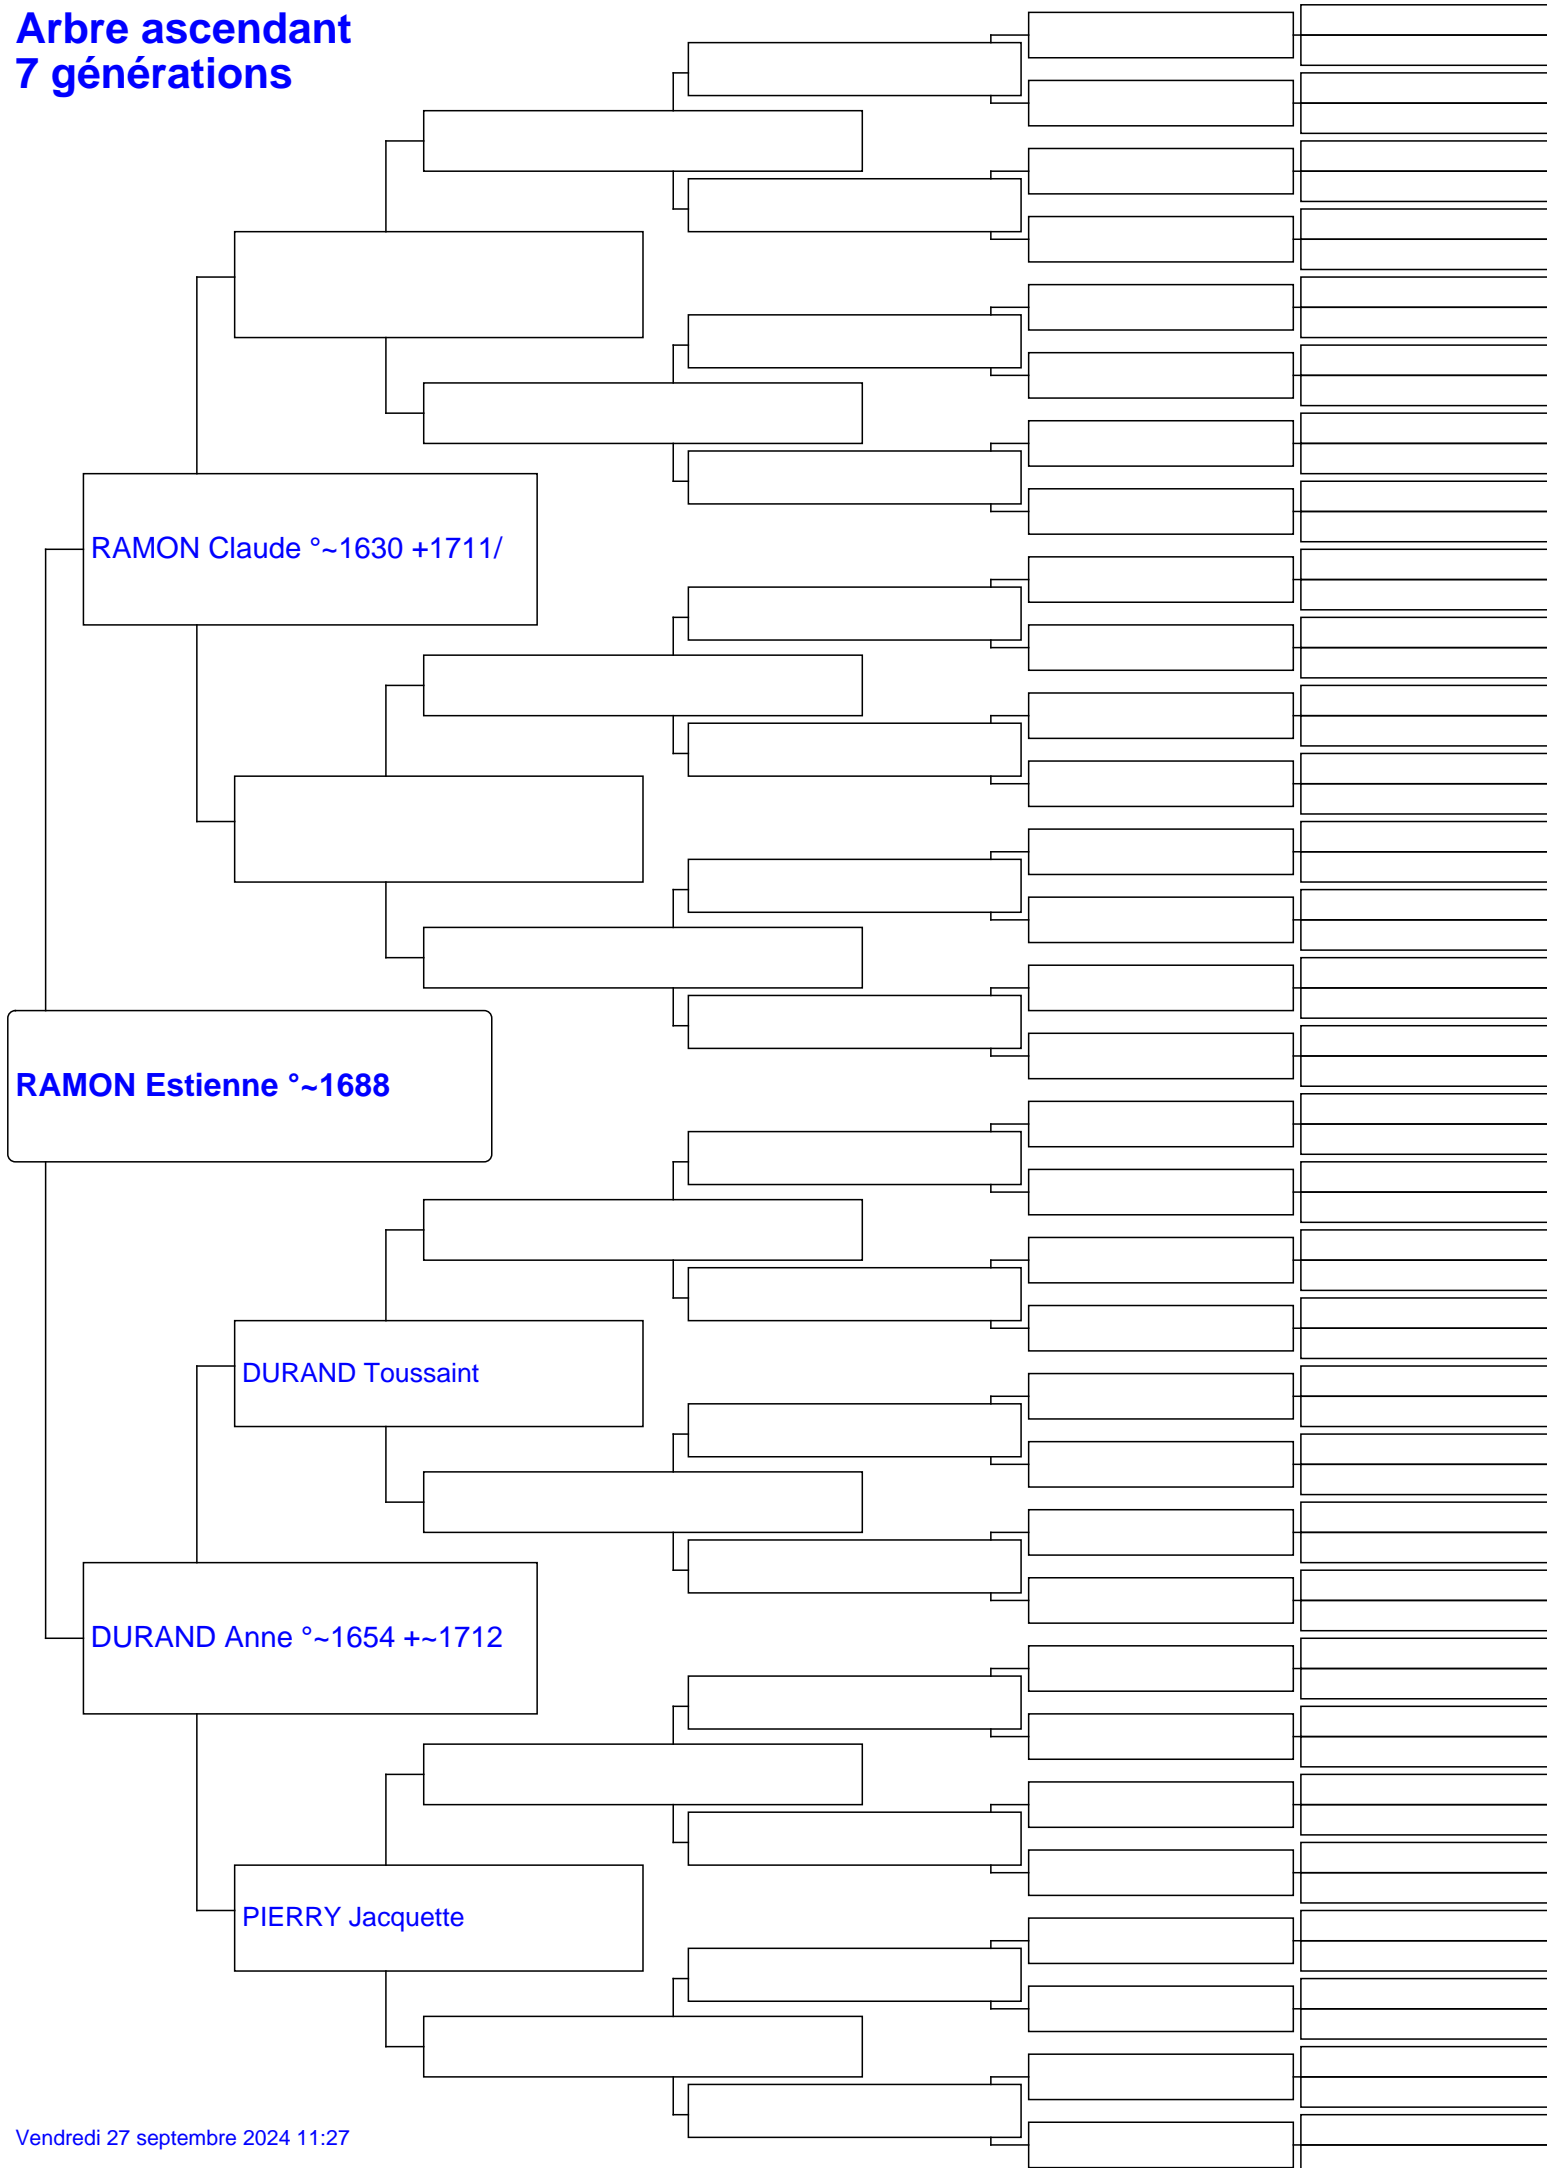 Arbre ascendant
7 générations
RAMON Claude °~1630 +1711/
RAMON Estienne °~1688
DURAND Toussaint
DURAND Anne °~1654 +~1712
PIERRY Jacquette
Vendredi 27 septembre 2024 11:27